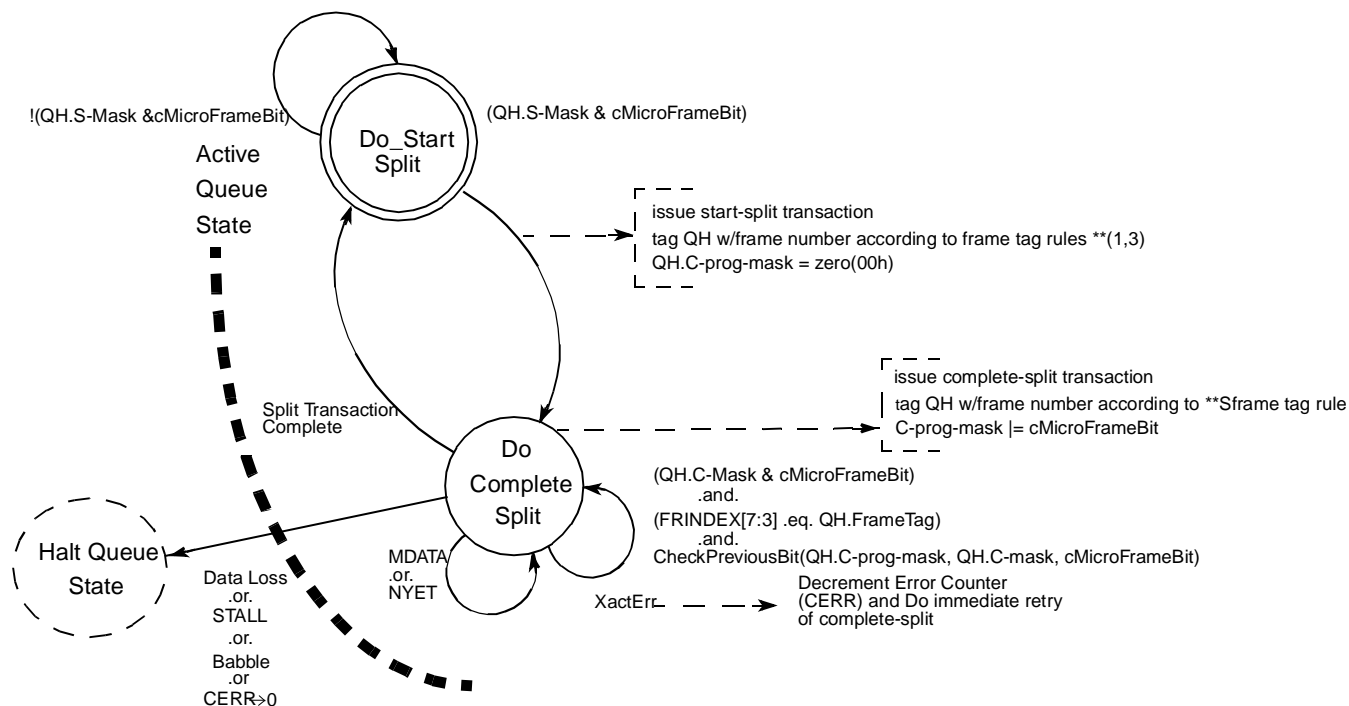 !(QH.S-Mask &cMicroFrameBit)
(QH.S-Mask & cMicroFrameBit)
Do_Start
Split
Active
Queue
State
issue start-split transaction
tag QH w/frame number according to frame tag rules **(1,3)
QH.C-prog-mask = zero(00h)
issue complete-split transaction
tag QH w/frame number according to **Sframe tag rule
C-prog-mask |= cMicroFrameBit
Split Transaction
Complete
Do
Complete
Split
(QH.C-Mask & cMicroFrameBit)
.and.
(FRINDEX[7:3] .eq. QH.FrameTag)
.and.
CheckPreviousBit(QH.C-prog-mask, QH.C-mask, cMicroFrameBit)
Halt Queue
State
MDATA
.or.
NYET
Data Loss
.or.
STALL
.or.
Babble
.or
CERR→0
XactErr
Decrement Error Counter
(CERR) and Do immediate retry
of complete-split